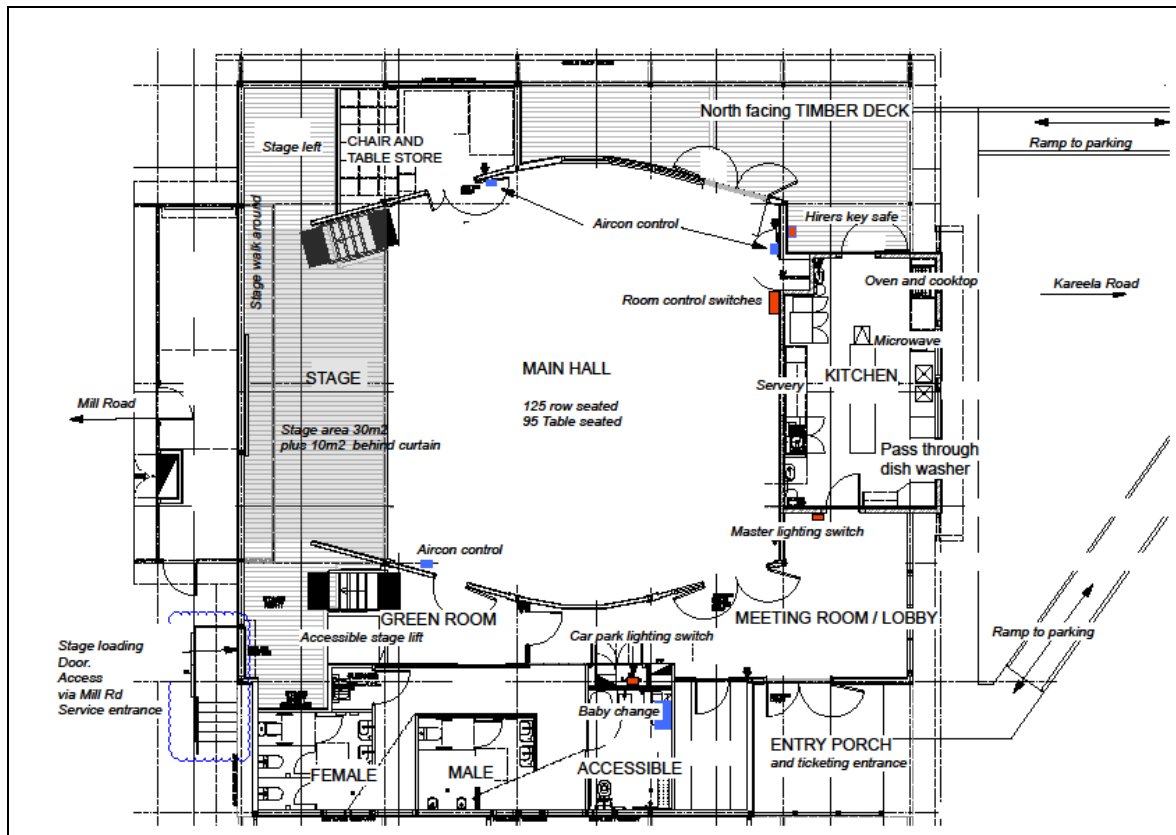 North facing TIMBER DECK
Stage left
CHAIR AND
TABLE STORE
Ramp to parking
Stage walk around
Aircon control
Hirers key safe
Oven and cooktop
Kareela Road
Room control switches
Microwave
MAIN HALL
STAGE
KITCHEN
Servery
Mill Road
125 row seated
95 Table seated
Stage area 30m2
plus 10m2 behind curtain
Pass through
dish washer
Master lighting switch
Aircon control
GREEN ROOM
MEETING ROOM / LOBBY
Accessible stage lift
Car park lighting switch
Ramp to parking
Stage loading
Door.
Access
via Mill Rd
Service entrance
Baby change
ENTRY PORCH
and ticketing entrance
FEMALE
MALE
ACCESSIBLE